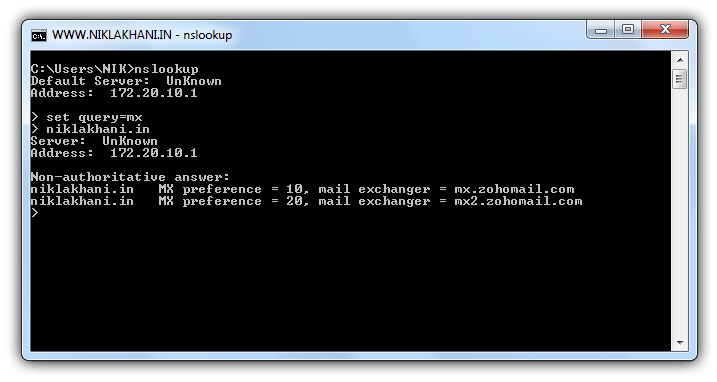 C:\. WWW.NIKLAKHANI.IN - nslookup
C:\Users\NIK>nslookup
Default Server:  UnKnown
Address:  172.20.10.1
> set query=mx
> niklakhani.in
Server:  UnKnown
Address:  172.20.10.1
Non-authoritative answer:
niklakhani.in   MX preference = 10, mail exchanger = mx.zohomail.com
niklakhani.in   MX preference = 20, mail exchanger = mx2.zohomail.com
>